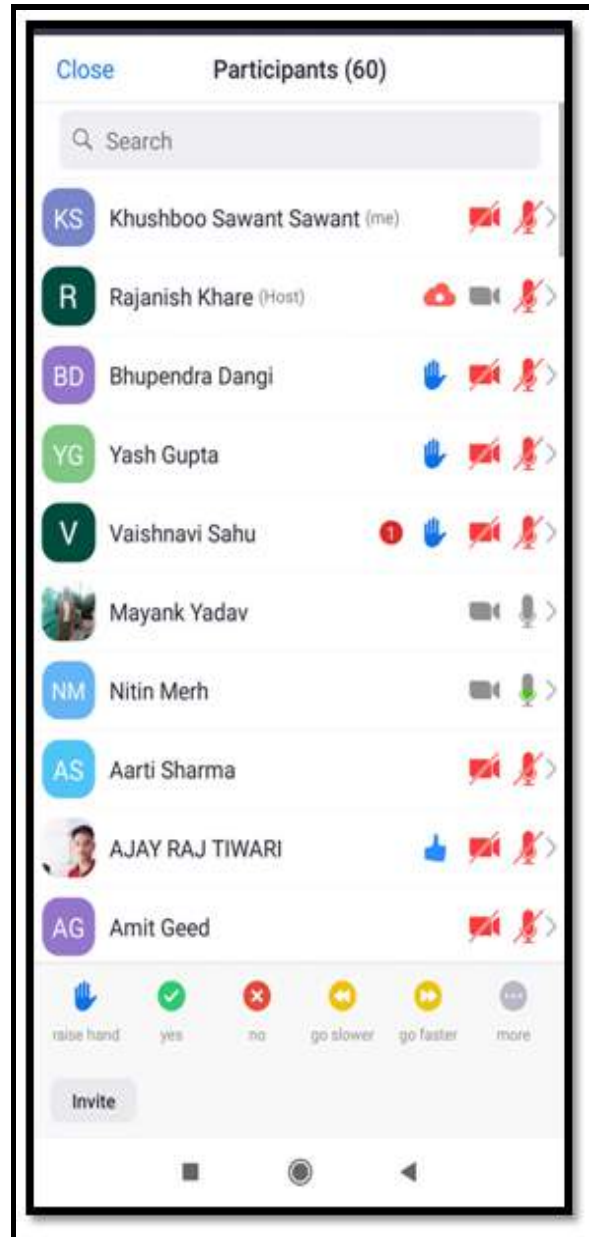 Close Participants (60)
Search
KS Khushboo Sawant Sawant (me)
R Rajanish Khare (Host)
BD Bhupendra Dangi
YG Yash Gupta
V Vaishnavi Sahu 1
Mayank Yadav
NM Nitin Merh
AS Aarti Sharma
AJAY RAJ TIWARI
AG Amit Geed
raise hand yes no go slower go faster more
Invite